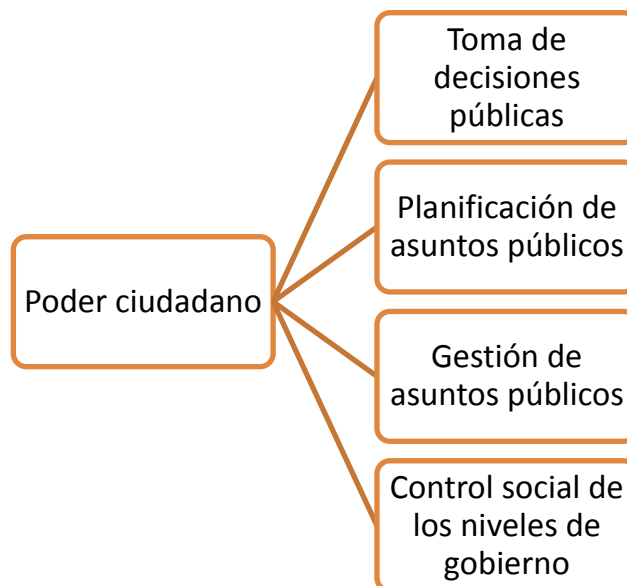 Toma de
decisiones
públicas
Planificación de
asuntos públicos
Poder ciudadano
Gestión de
asuntos públicos
Control social de
los niveles de
gobierno